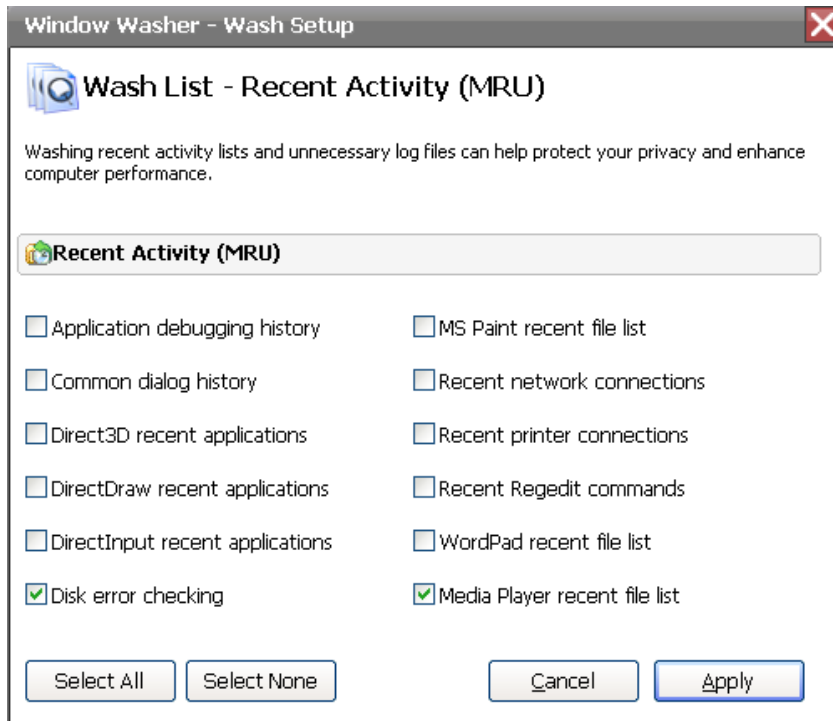 Window Washer - Wash Setup
Wash List - Recent Activity (MRU)
Washing recent activity lists and unnecessary log files can help protect your privacy and enhance
computer performance.
Recent Activity (MRU)
Application debugging history
MS Paint recent file list
Common dialog history
Recent network connections
Direct3D recent applications
Recent printer connections
DirectDraw recent applications
Recent Regedit commands
DirectInput recent applications
WordPad recent file list
Disk error checking
Media Player recent file list
Select All
Select None
Cancel
Apply